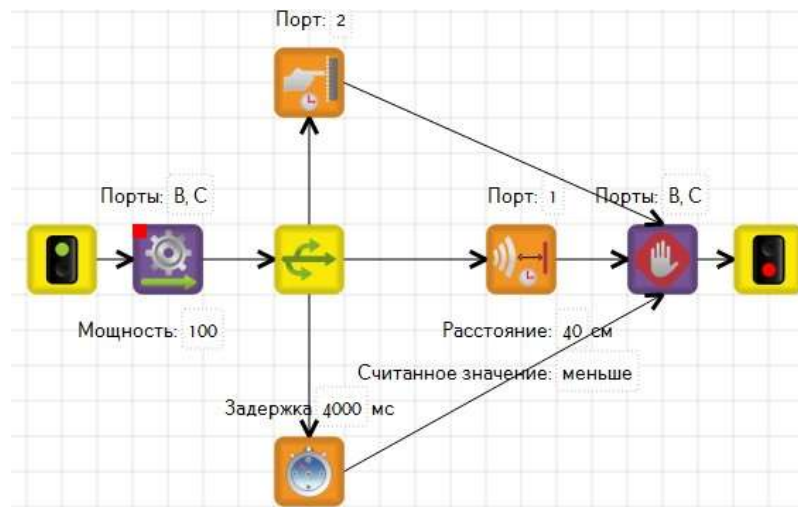 Порт: 2
Порты: B, C
Порт: 1
Порты: B, C
Мощность: 100
Расстояние: 40 см
Считанное значение: меньше
Задержка 4000 мс